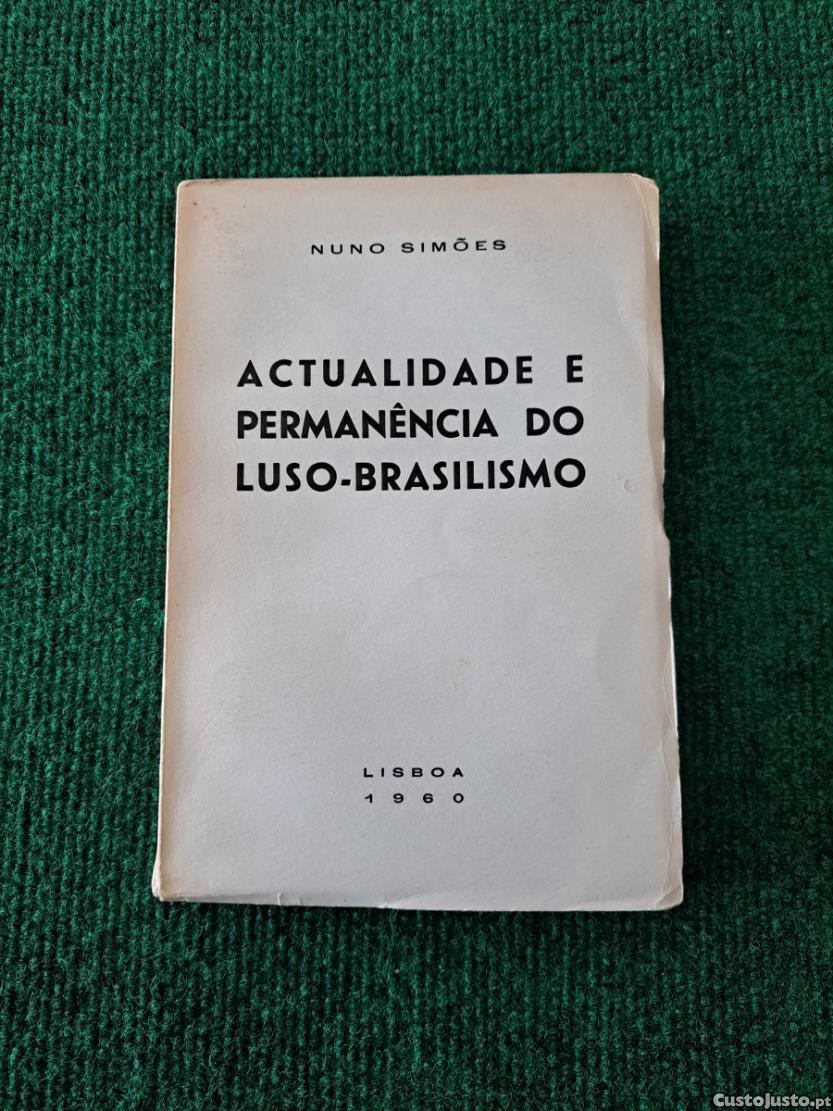 NUNO SIMÕES
ACTUALIDADE E
PERMANÊNCIA DO
LUSO-BRASILISMO
LISBOA
1960
CustoJusto.pt